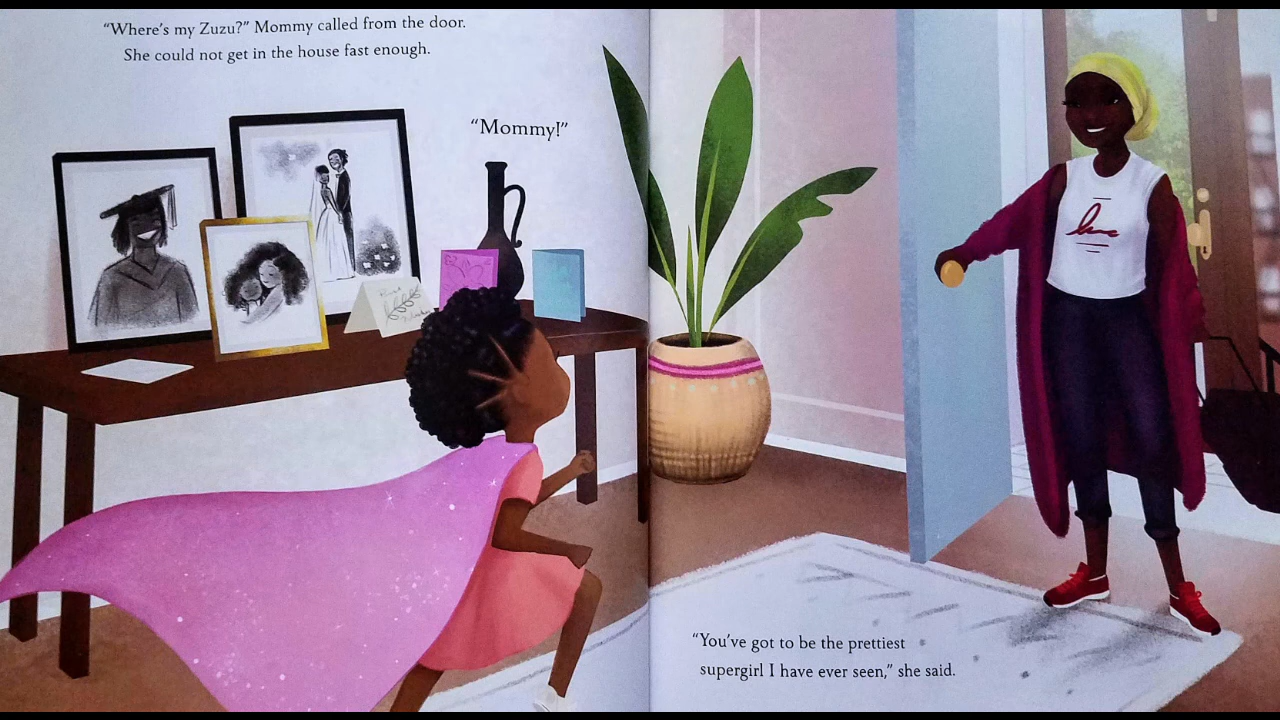 “Where’s my Zuzu?” Mommy called from the door.
She could not get in the house fast enough.
“Mommy!”
love
“You’ve got to be the prettiest
supergirl I have ever seen,” she said.